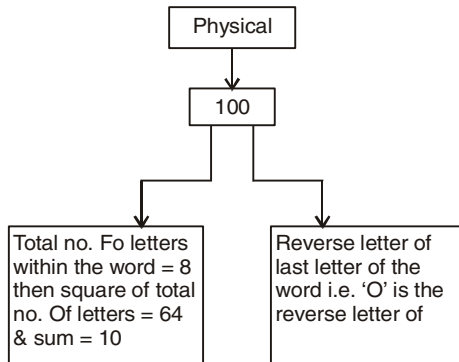 Physical
100
Total no. Fo letters
within the word = 8
then square of total
no. Of letters = 64
& sum = 10
Reverse letter of
last letter of the
word i.e. ‘O’ is the
reverse letter of